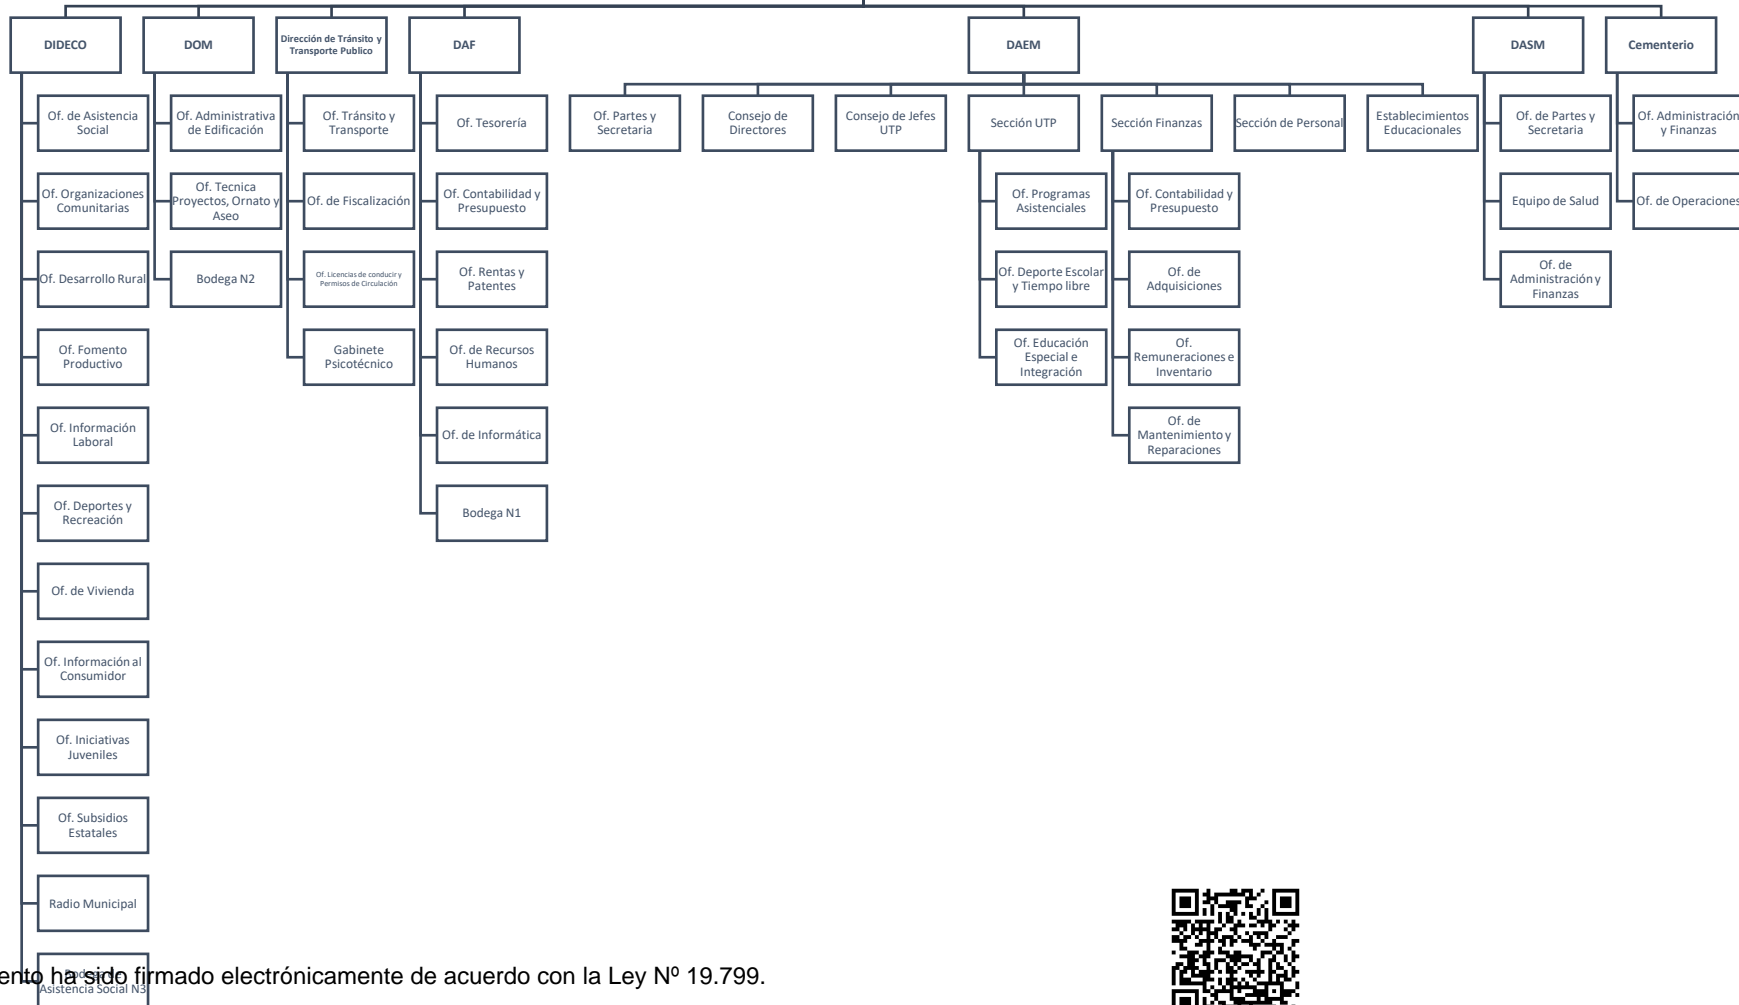 DIDECO
DOM
Dirección de Tránsito y
Transporte Publico
DAF
DAEM
DASM
Cementerio
Of. de Asistencia
Social
Of. Organizaciones
Comunitarias
Of. Desarrollo Rural
Of. Fomento
Productivo
Of. Información
Laboral
Of. Deportes y
Recreación
Of. de Vivienda
Of. Información al
Consumidor
Of. Iniciativas
Juveniles
Of. Subsidios
Estatales
Radio Municipal
Bodega de
Asistencia Social N3
Of. Administrativa
de Edificación
Of. Tecnica
Proyectos, Ornato y
Aseo
Bodega N2
Of. Tránsito y
Transporte
Of. de Fiscalización
Of. Licencias de conducir y
Permisos de Circulación
Gabinete
Psicotécnico
Of. Tesorería
Of. Contabilidad y
Presupuesto
Of. Rentas y
Patentes
Of. de Recursos
Humanos
Of. de Informática
Bodega N1
Of. Partes y
Secretaria
Consejo de
Directores
Consejo de Jefes
UTP
Sección UTP
Of. Programas
Asistenciales
Of. Deporte Escolar
y Tiempo libre
Of. Educación
Especial e
Integración
Sección Finanzas
Of. Contabilidad y
Presupuesto
Of. de
Adquisiciones
Of.
Remuneraciones e
Inventario
Of. de
Mantenimiento y
Reparaciones
Sección de Personal
Establecimientos
Educacionales
Of. de Partes y
Secretaria
Equipo de Salud
Of. de
Administración y
Finanzas
Of. Administración
y Finanzas
Of. de Operaciones
ento ha sido firmado electrónicamente de acuerdo con la Ley Nº 19.799.